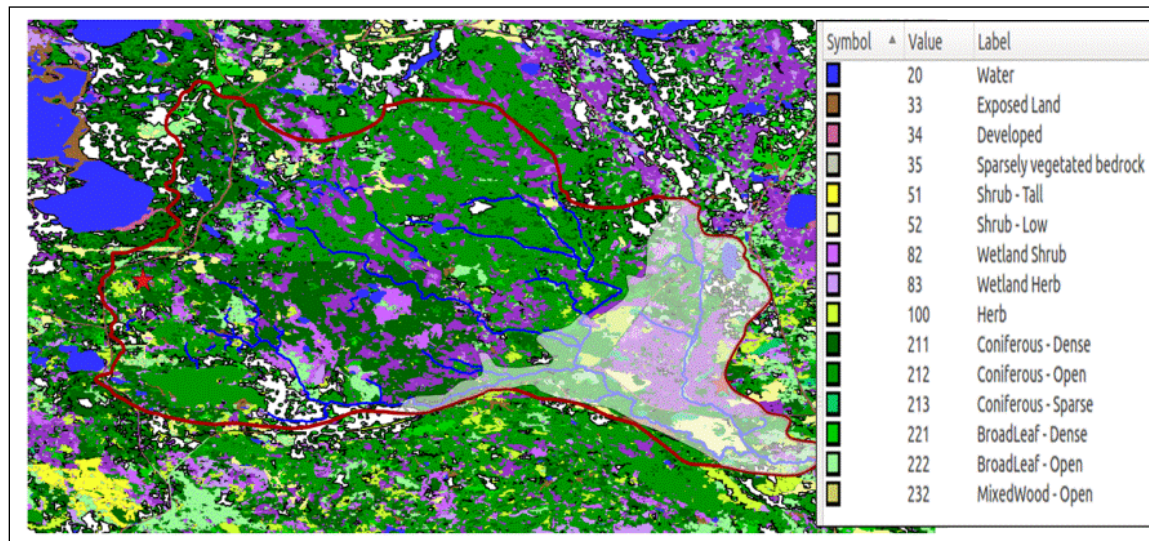 Symbol Value Label
20 Water
33 Exposed Land
34 Developed
35 Sparsely vegetated bedrock
51 Shrub - Tall
52 Shrub - Low
82 Wetland Shrub
83 Wetland Herb
100 Herb
211 Coniferous - Dense
212 Coniferous - Open
213 Coniferous - Sparse
221 BroadLeaf - Dense
222 BroadLeaf - Open
232 MixedWood - Open